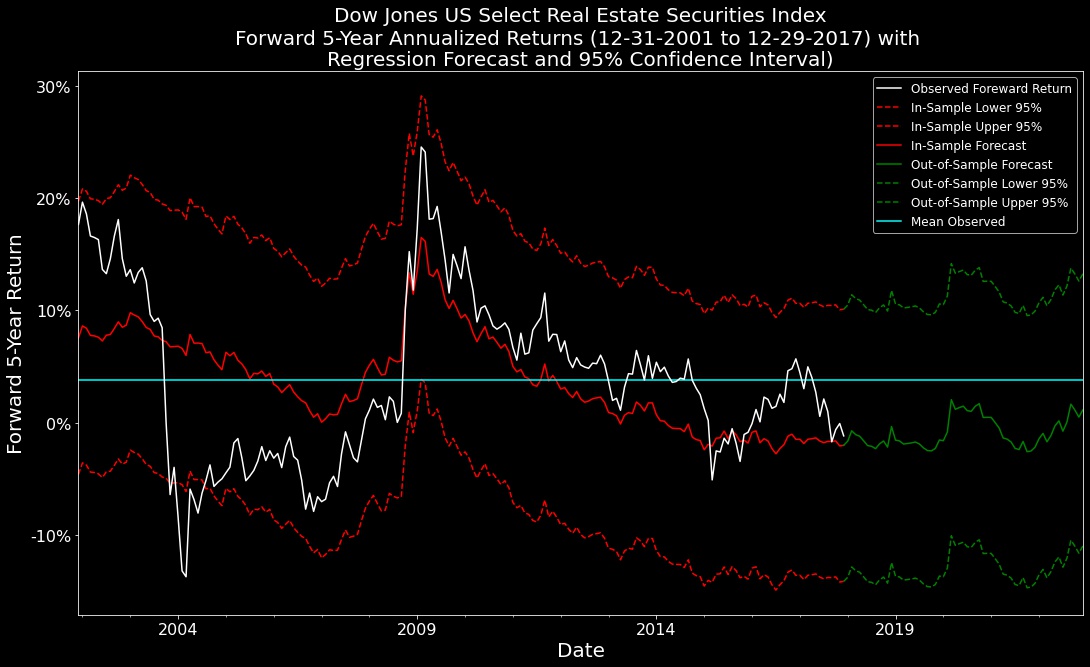 Dow Jones US Select Real Estate Securities Index
Forward 5-Year Annualized Returns (12-31-2001 to 12-29-2017) with
Regression Forecast and 95% Confidence Interval)
Forward 5-Year Return
30%
20%
10%
0%
-10%
Observed Foreward Return
In-Sample Lower 95%
In-Sample Upper 95%
In-Sample Forecast
Out-of-Sample Forecast
Out-of-Sample Lower 95%
Out-of-Sample Upper 95%
Mean Observed
2004
2009
2014
2019
Date